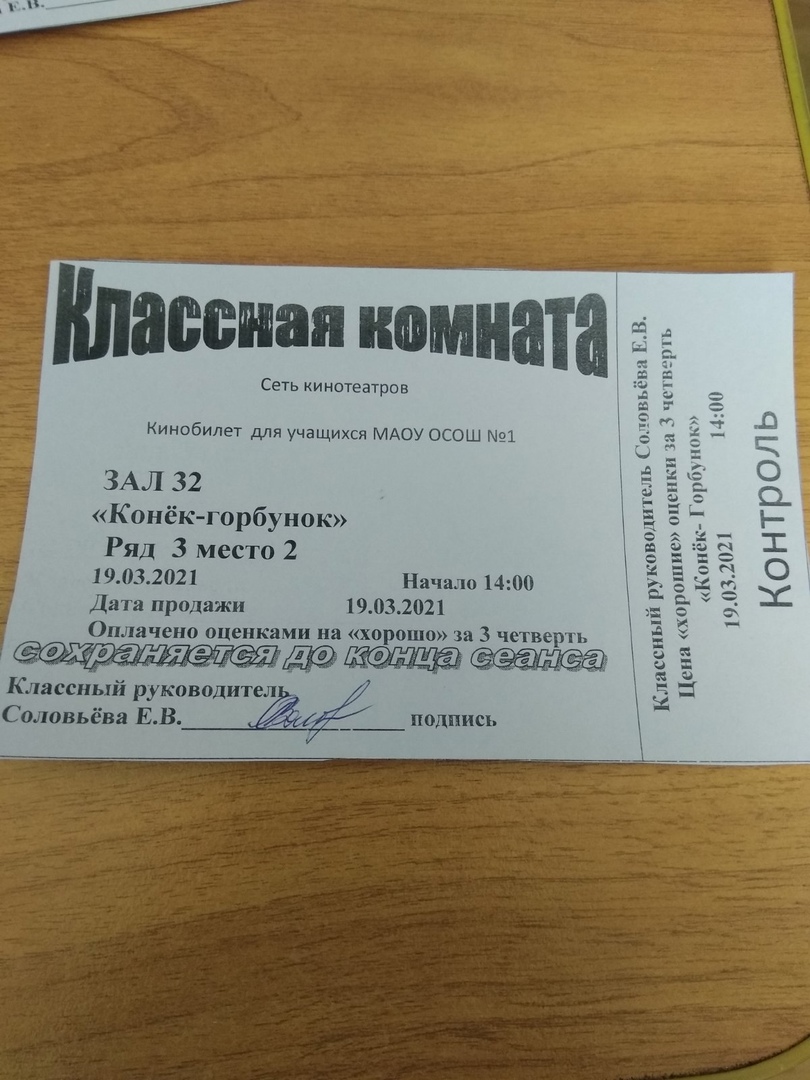 Е.В.
Классная комната
Сеть кинотеатров
Кинобилет для учащихся МАОУ ОСОШ №1
ЗАЛ 32
«Конёк-горбунок»
Ряд 3 место 2
19.03.2021 Начало 14:00
Дата продажи 19.03.2021
Оплачено оценками на «хорошо» за 3 четверть
сохраняется до конца сеанса
Классный руководитель
Соловьёва Е.В. подпись
Классный руководитель Соловьёва Е.В.
Цена «хорошие» оценки за 3 четверть
«Конёк- Горбунок»
19.03.2021 14:00
Контроль